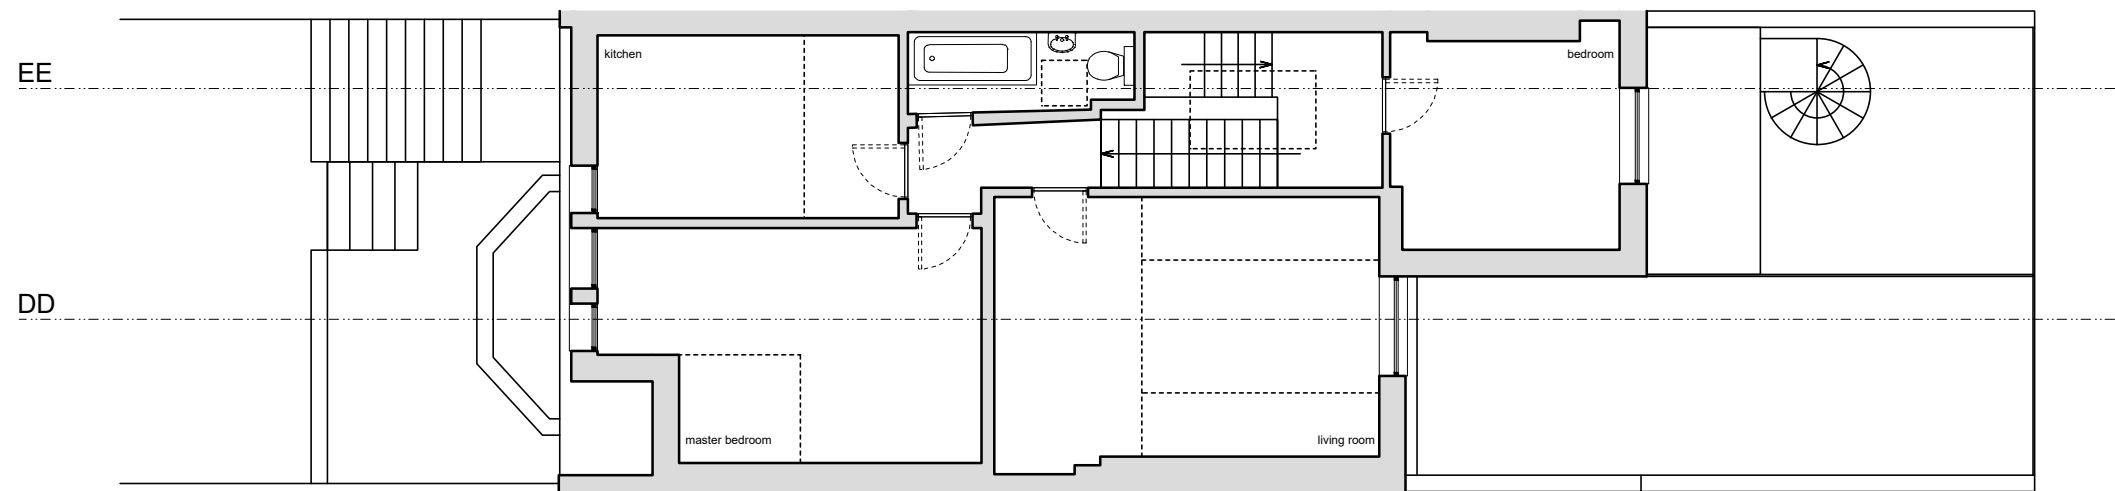 EE
kitchen
bedroom
DD
master bedroom
living room